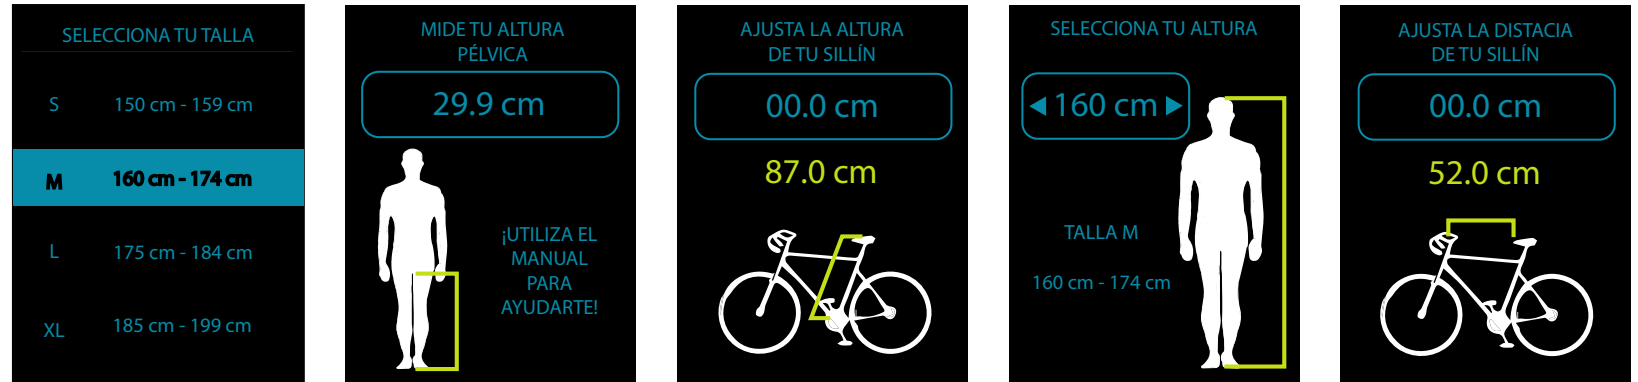 SELECCIONA TU TALLA
S 150 cm - 159 cm
M 160 cm - 174 cm
L 175 cm - 184 cm
XL 185 cm - 199 cm
MIDE TU ALTURA
PÉLVICA
29.9 cm
¡UTILIZA EL
MANUAL
PARA
AYUDARTE!
AJUSTA LA ALTURA
DE TU SILLÍN
00.0 cm
87.0 cm
SELECCIONA TU ALTURA
160 cm
TALLA M
160 cm - 174 cm
AJUSTA LA DISTACIA
DE TU SILLÍN
00.0 cm
52.0 cm